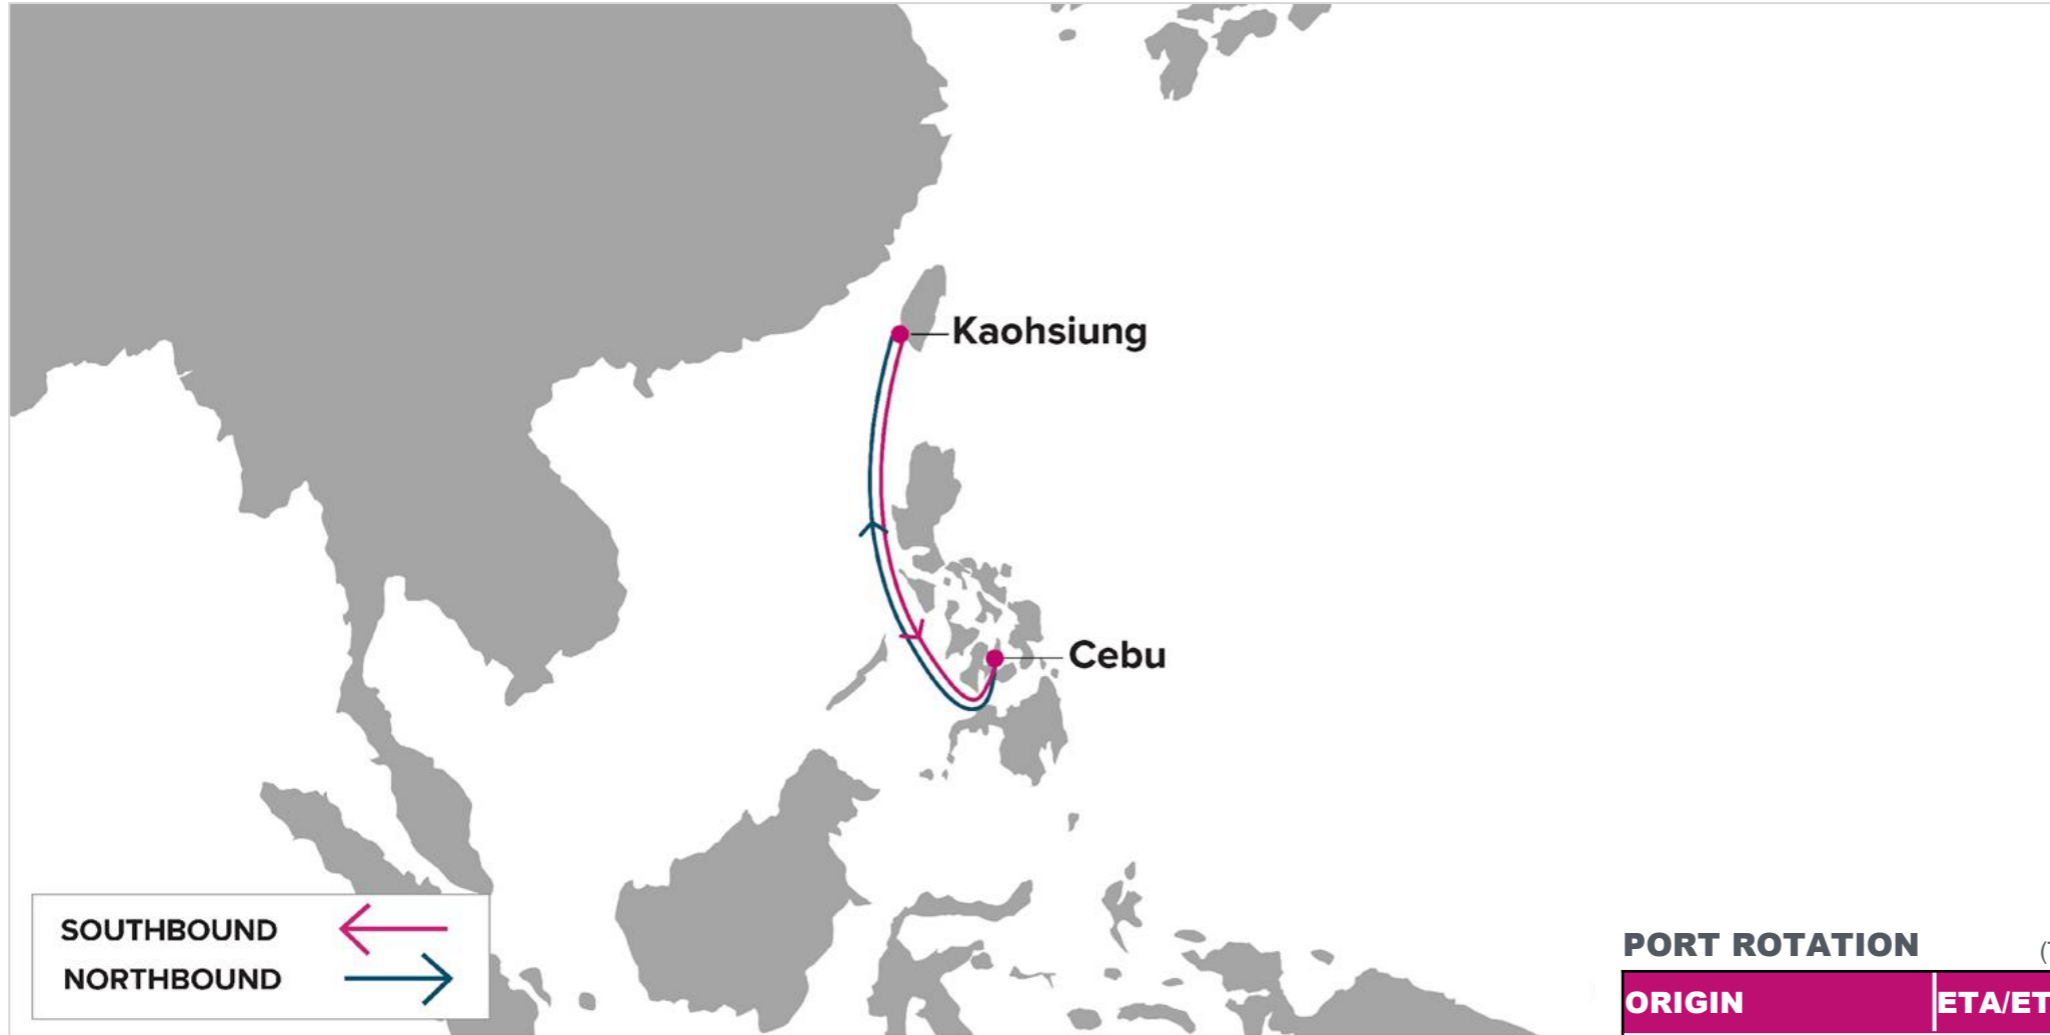 Kaohsiung
Cebu
SOUTHBOUND
NORTHBOUND
PORT ROTATION
ORIGIN